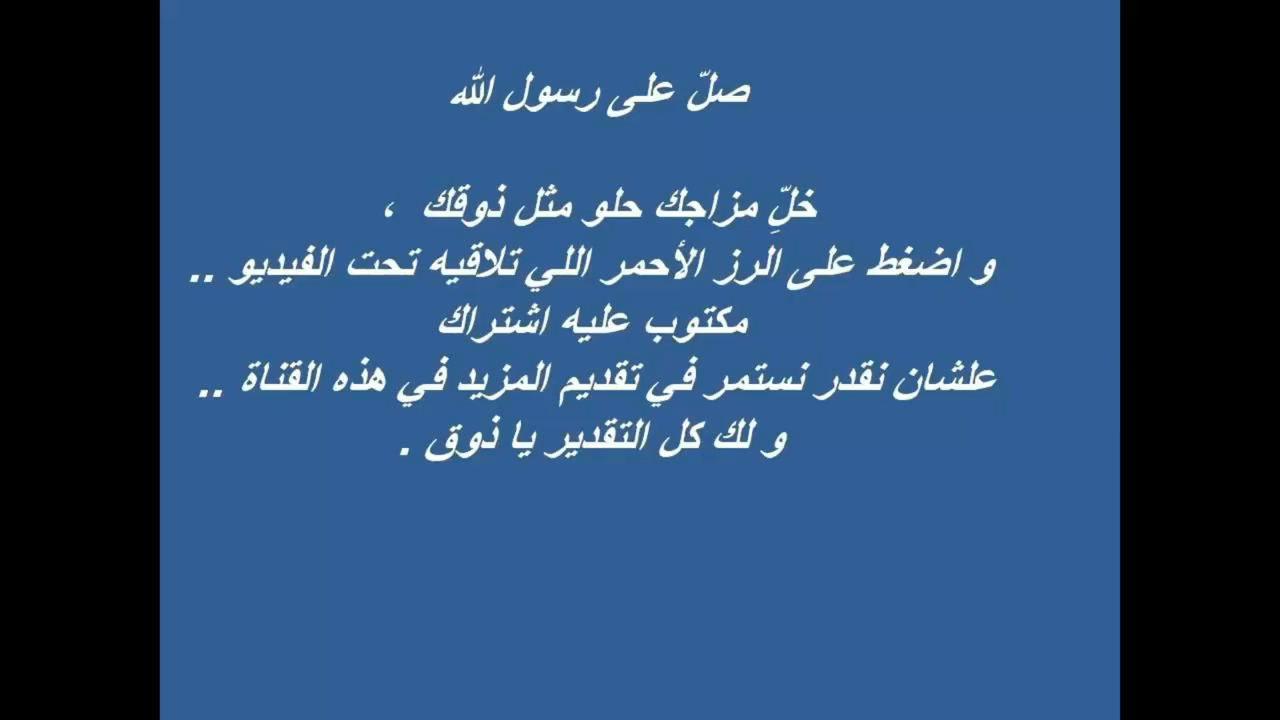 صلّ على رسول الله
خلِّ مزاجك حلو مثل ذوقك ،
و اضغط على الرز الأحمر اللي تلاقيه تحت الفيديو ..
مكتوب عليه اشتراك
علشان نقدر نستمر في تقديم المزيد في هذه القناة ..
و لك كل التقدير يا ذوق .